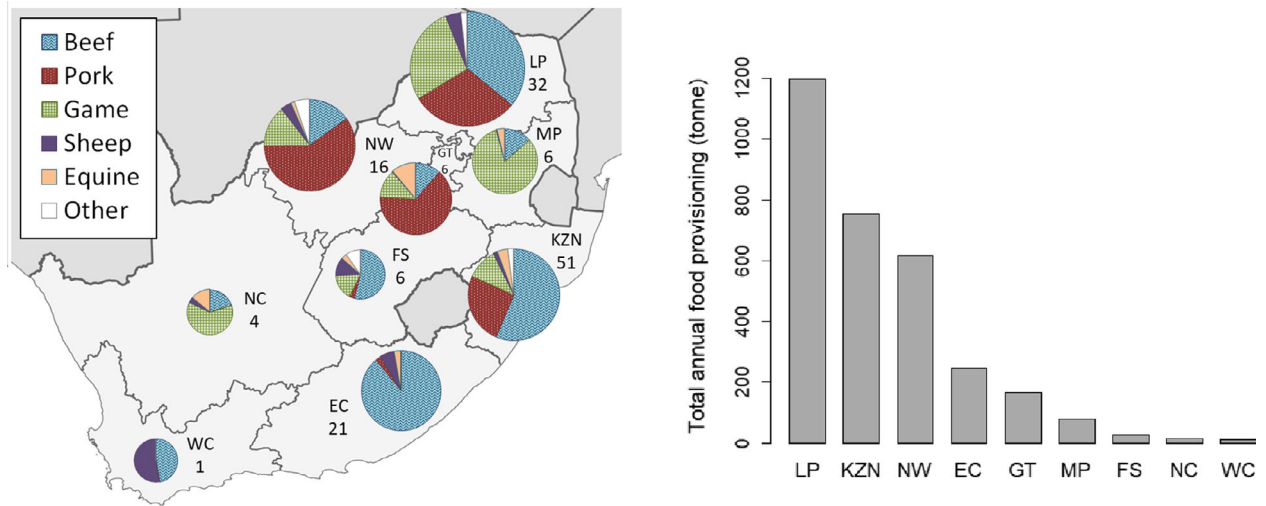 Beef
Pork
Game
Sheep
Equine
Other
LP
32
MP
6
NW
16
GT
6
KZN
51
FS
6
NC
4
EC
21
WC
1
Total annual food provisioning (tonne)
1200
1000
800
600
400
200
0
LP KZN NW EC GT MP FS NC WC